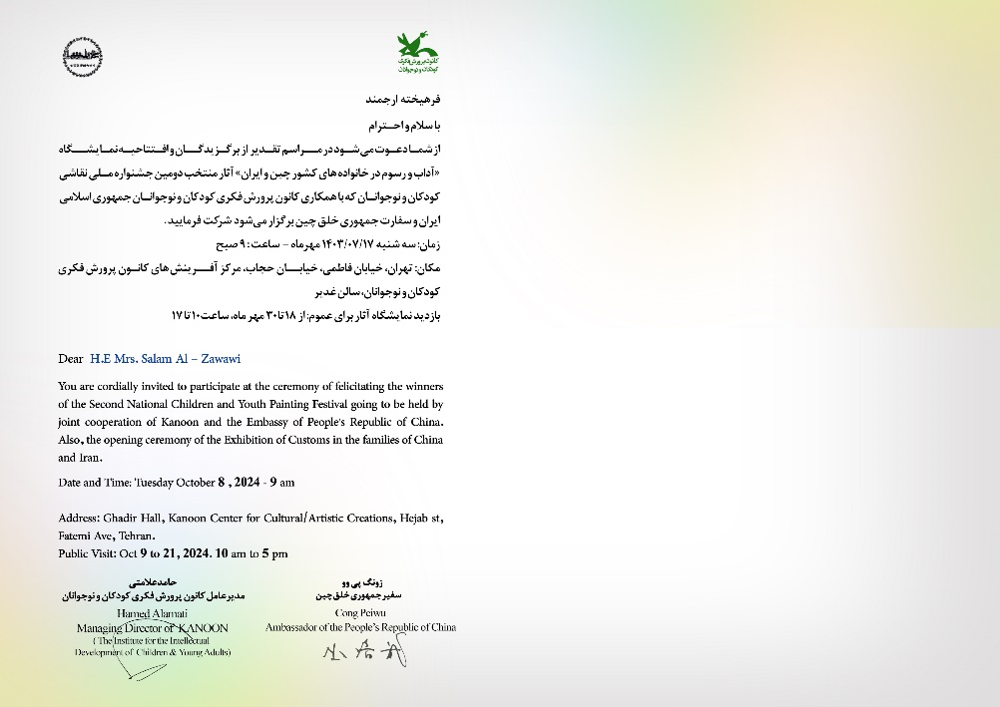 کانون پرورش فکری
کودکان و نوجوانان
فرهیخته ارجمند
با سلام و احترام
از شما دعوت می‌شود در مراسم تقدیر از برگزیدگان و افتتاحیه نمایشگاه
«آداب و رسوم در خانواده های کشور چین و ایران» آثار منتخب دومین جشنواره ملی نقاشی
کودکان و نوجوانان که با همکاری کانون پرورش فکری کودکان و نوجوانان جمهوری اسلامی
ایران و سفارت جمهوری خلق چین برگزار می‌شود شرکت فرمایید.
زمان: سه شنبه ۱۴۰۳/۰۷/۱۷ مهرماه – ساعت: ۹ صبح
مکان: تهران، خیابان فاطمی، خیابان حجاب، مرکز آفرینش‌های کانون پرورش فکری
کودکان و نوجوانان، سالن غدیر
بازدید نمایشگاه آثار برای عموم: از ۱۸ تا ۳۰ مهر ماه، ساعت ۱۰ تا ۱۷
Dear H.E Mrs. Salam Al – Zawawi
You are cordially invited to participate at the ceremony of felicitating the winners
of the Second National Children and Youth Painting Festival going to be held by
joint cooperation of Kanoon and the Embassy of People's Republic of China.
Also, the opening ceremony of the Exhibition of Customs in the families of China
and Iran.
Date and Time: Tuesday October 8 , 2024 - 9 am
Address: Ghadir Hall, Kanoon Center for Cultural/Artistic Creations, Hejab st,
Fatemi Ave, Tehran.
Public Visit: Oct 9 to 21, 2024. 10 am to 5 pm
حامد علامتی
مدیرعامل کانون پرورش فکری کودکان و نوجوانان
Hamed Alamati
Managing Director of KANOON
( The Institute for the Intellectual
Development of Children & Young Adults)
زونگ پی وو
سفیر جمهوری خلق چین
Cong Peiwu
Ambassador of the People's Republic of China